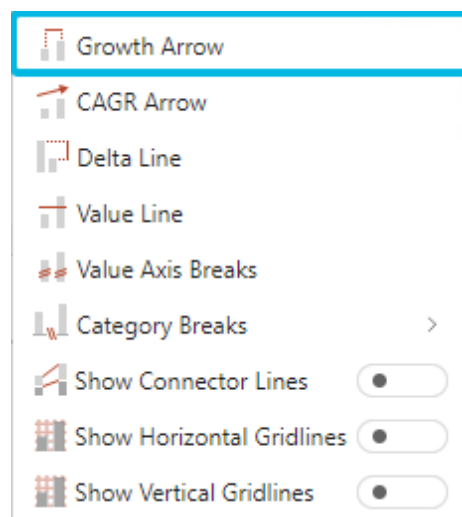 Growth Arrow
CAGR Arrow
Delta Line
Value Line
Value Axis Breaks
Category Breaks
Show Connector Lines
Show Horizontal Gridlines
Show Vertical Gridlines